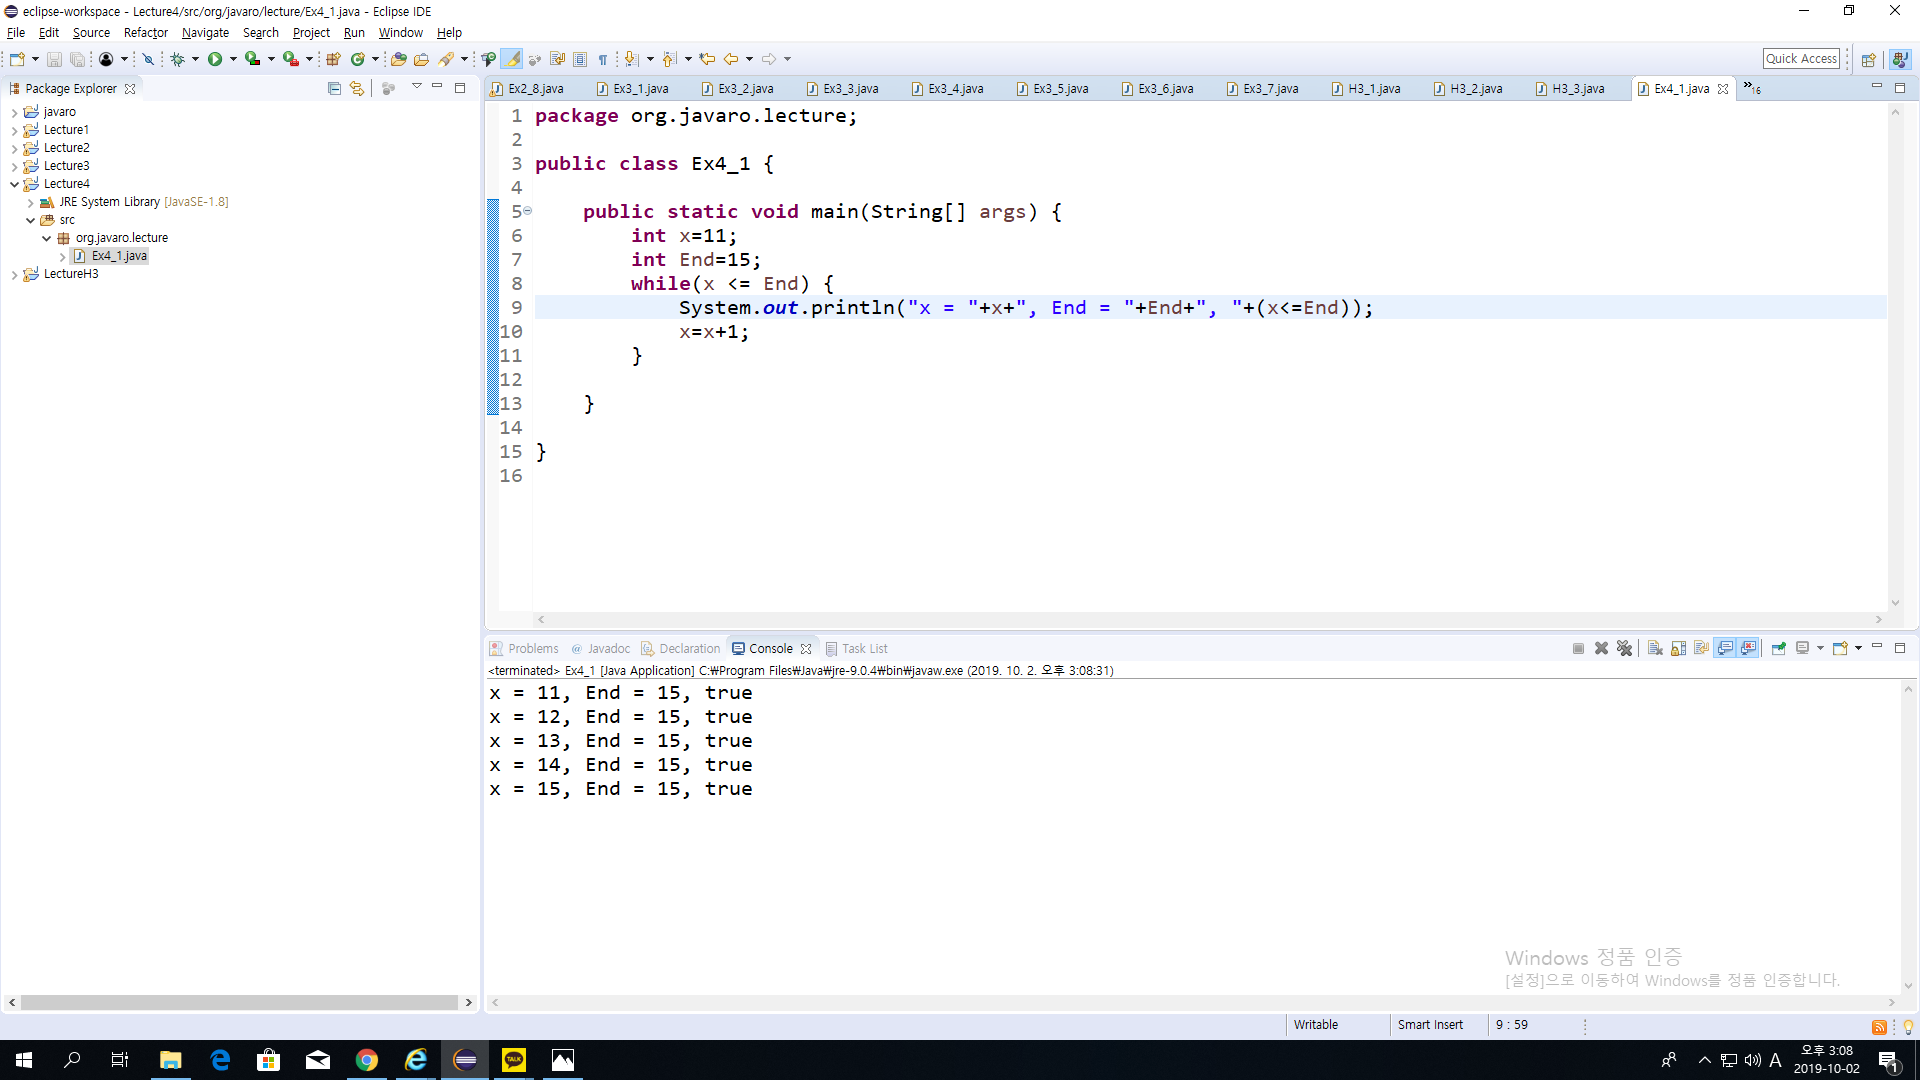 eclipse-workspace - Lecture4/src/org/javaro/lecture/Ex4_1.java - Eclipse IDE
File Edit Source Refactor Navigate Search Project Run Window Help
Quick Access
Package Explorer
javaro
Lecture1
Lecture2
Lecture3
Lecture4
JRE System Library [JavaSE-1.8]
src
org.javaro.lecture
Ex4_1.java
LectureH3
Ex2_8.java Ex3_1.java Ex3_2.java Ex3_3.java Ex3_4.java Ex3_5.java Ex3_6.java Ex3_7.java H3_1.java H3_2.java H3_3.java Ex4_1.java »16
1 package org.javaro.lecture;
2
3 public class Ex4_1 {
4
5 public static void main(String[] args) {
6 int x=11;
7 int End=15;
8 while(x <= End) {
9 System.out.println("x = "+x+", End = "+End+", "+(x<=End));
10 x=x+1;
11 }
12
13 }
14
15 }
16
Problems @ Javadoc Declaration Console Task List
<terminated> Ex4_1 [Java Application] C:₩Program Files₩Java₩jre-9.0.4₩bin₩javaw.exe (2019. 10. 2. 오후 3:08:31)
x = 11, End = 15, true
x = 12, End = 15, true
x = 13, End = 15, true
x = 14, End = 15, true
x = 15, End = 15, true
Windows 정품 인증
[설정]으로 이동하여 Windows를 정품 인증합니다.
Writable Smart Insert 9 : 59
TALK
A
오후 3:08
2019-10-02
1